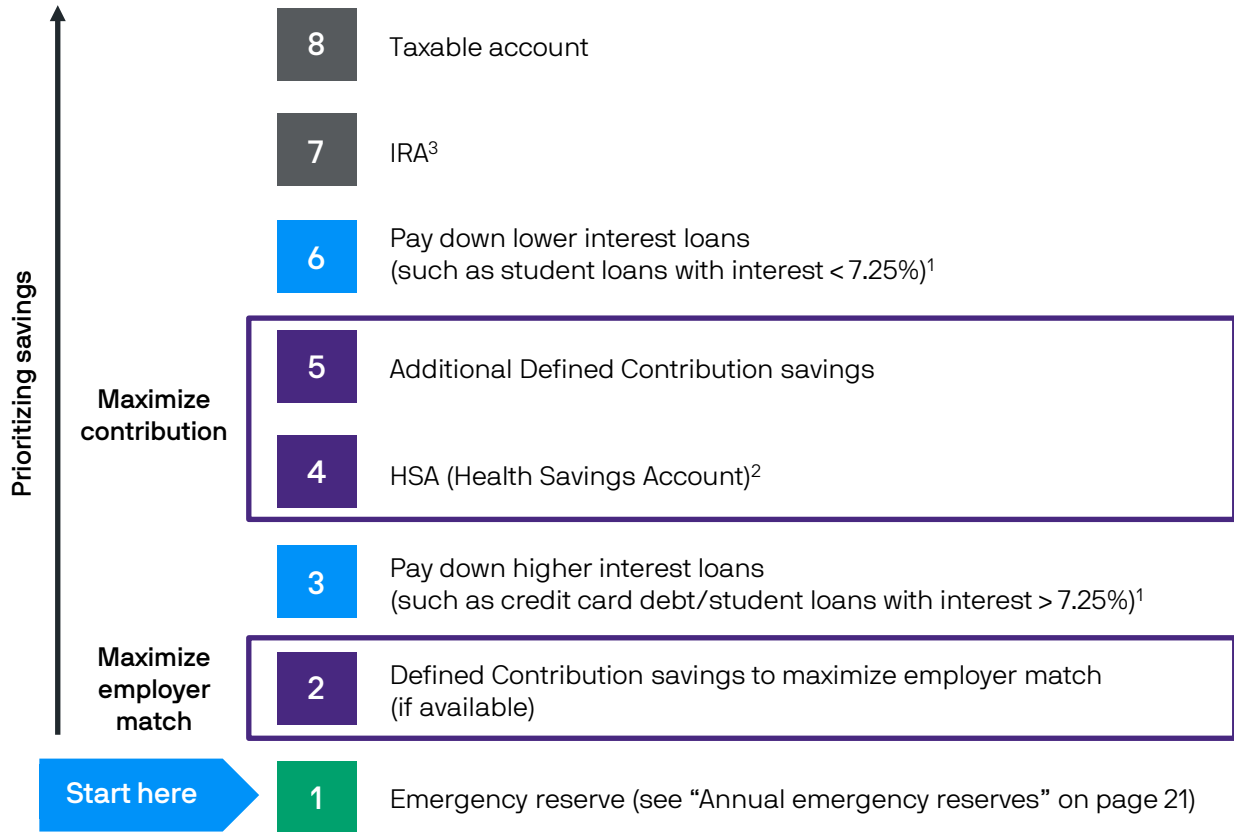 8
Taxable account
7
IRA³
6
Pay down lower interest loans
(such as student loans with interest < 7.25%)¹
Prioritizing savings
Maximize
contribution
5
Additional Defined Contribution savings
4
HSA (Health Savings Account)²
3
Pay down higher interest loans
(such as credit card debt/student loans with interest > 7.25%)¹
Maximize
employer
match
2
Defined Contribution savings to maximize employer match
(if available)
Start here
1
Emergency reserve (see “Annual emergency reserves” on page 21)